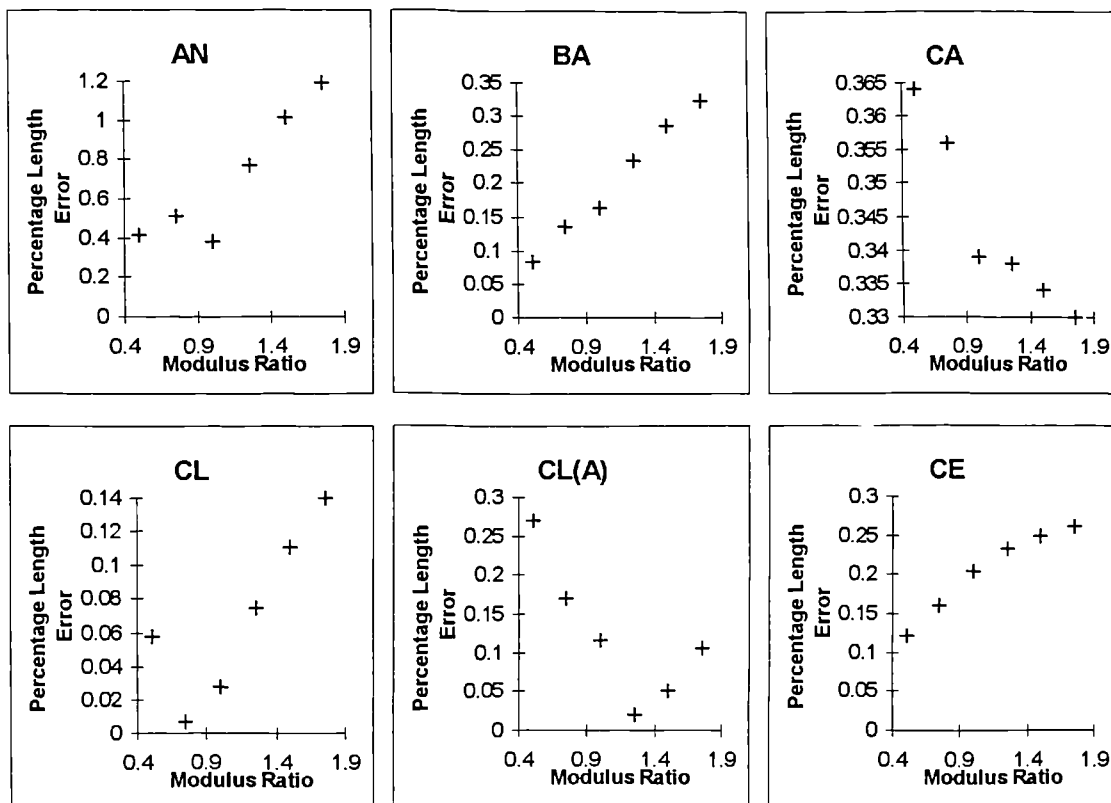 AN
Percentage Length
Error
1.2
1
0.8
0.6
0.4
0.2
0
0.4 0.9 1.4 1.9
Modulus Ratio
BA
Percentage Length
Error
0.35
0.3
0.25
0.2
0.15
0.1
0.05
0
0.4 0.9 1.4 1.9
Modulus Ratio
CA
Percentage Length
Error
0.365
0.36
0.355
0.35
0.345
0.34
0.335
0.33
0.4 0.9 1.4 1.9
Modulus Ratio
CL
Percentage Length
Error
0.14
0.12
0.1
0.08
0.06
0.04
0.02
0
0.4 0.9 1.4 1.9
Modulus Ratio
CL(A)
Percentage Length
Error
0.3
0.25
0.2
0.15
0.1
0.05
0
0.4 0.9 1.4 1.9
Modulus Ratio
CE
Percentage Length
Error
0.3
0.25
0.2
0.15
0.1
0.05
0
0.4 0.9 1.4 1.9
Modulus Ratio